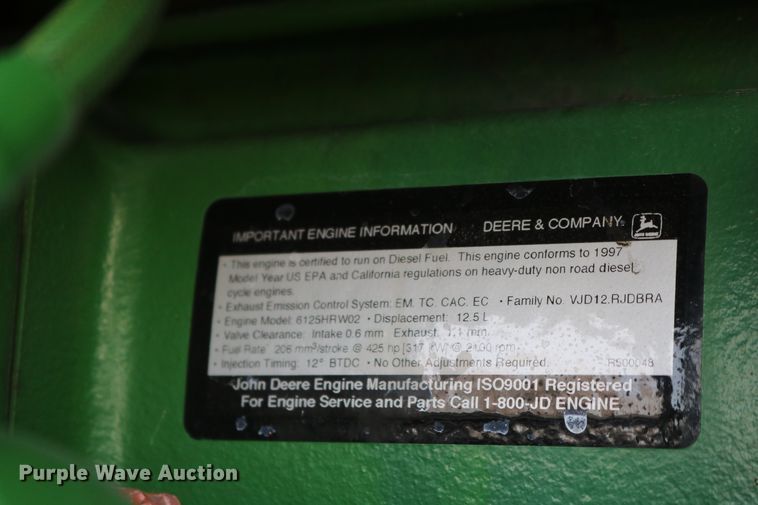 IMPORTANT ENGINE INFORMATION DEERE & COMPANY
JOHN DEERE
• This engine is certified to run on Diesel Fuel. This engine conforms to 1997
Model Year US EPA and California regulations on heavy-duty non road diesel
cycle engines.
• Exhaust Emission Control System: EM, TC, CAC, EC • Family No. VJD12.RJDBRA
• Engine Model: 6125HRW02 • Displacement: 12.5 L
• Valve Clearance: Intake 0.6 mm Exhaust: 1.1 mm
• Fuel Rate: 206 mm³/stroke @ 425 hp [317 kW] @ 2100 rpm
• Injection Timing: 12° BTDC • No Other Adjustments Required. R500048
John Deere Engine Manufacturing ISO9001 Registered
For Engine Service and Parts Call 1-800-JD ENGINE
Purple Wave Auction